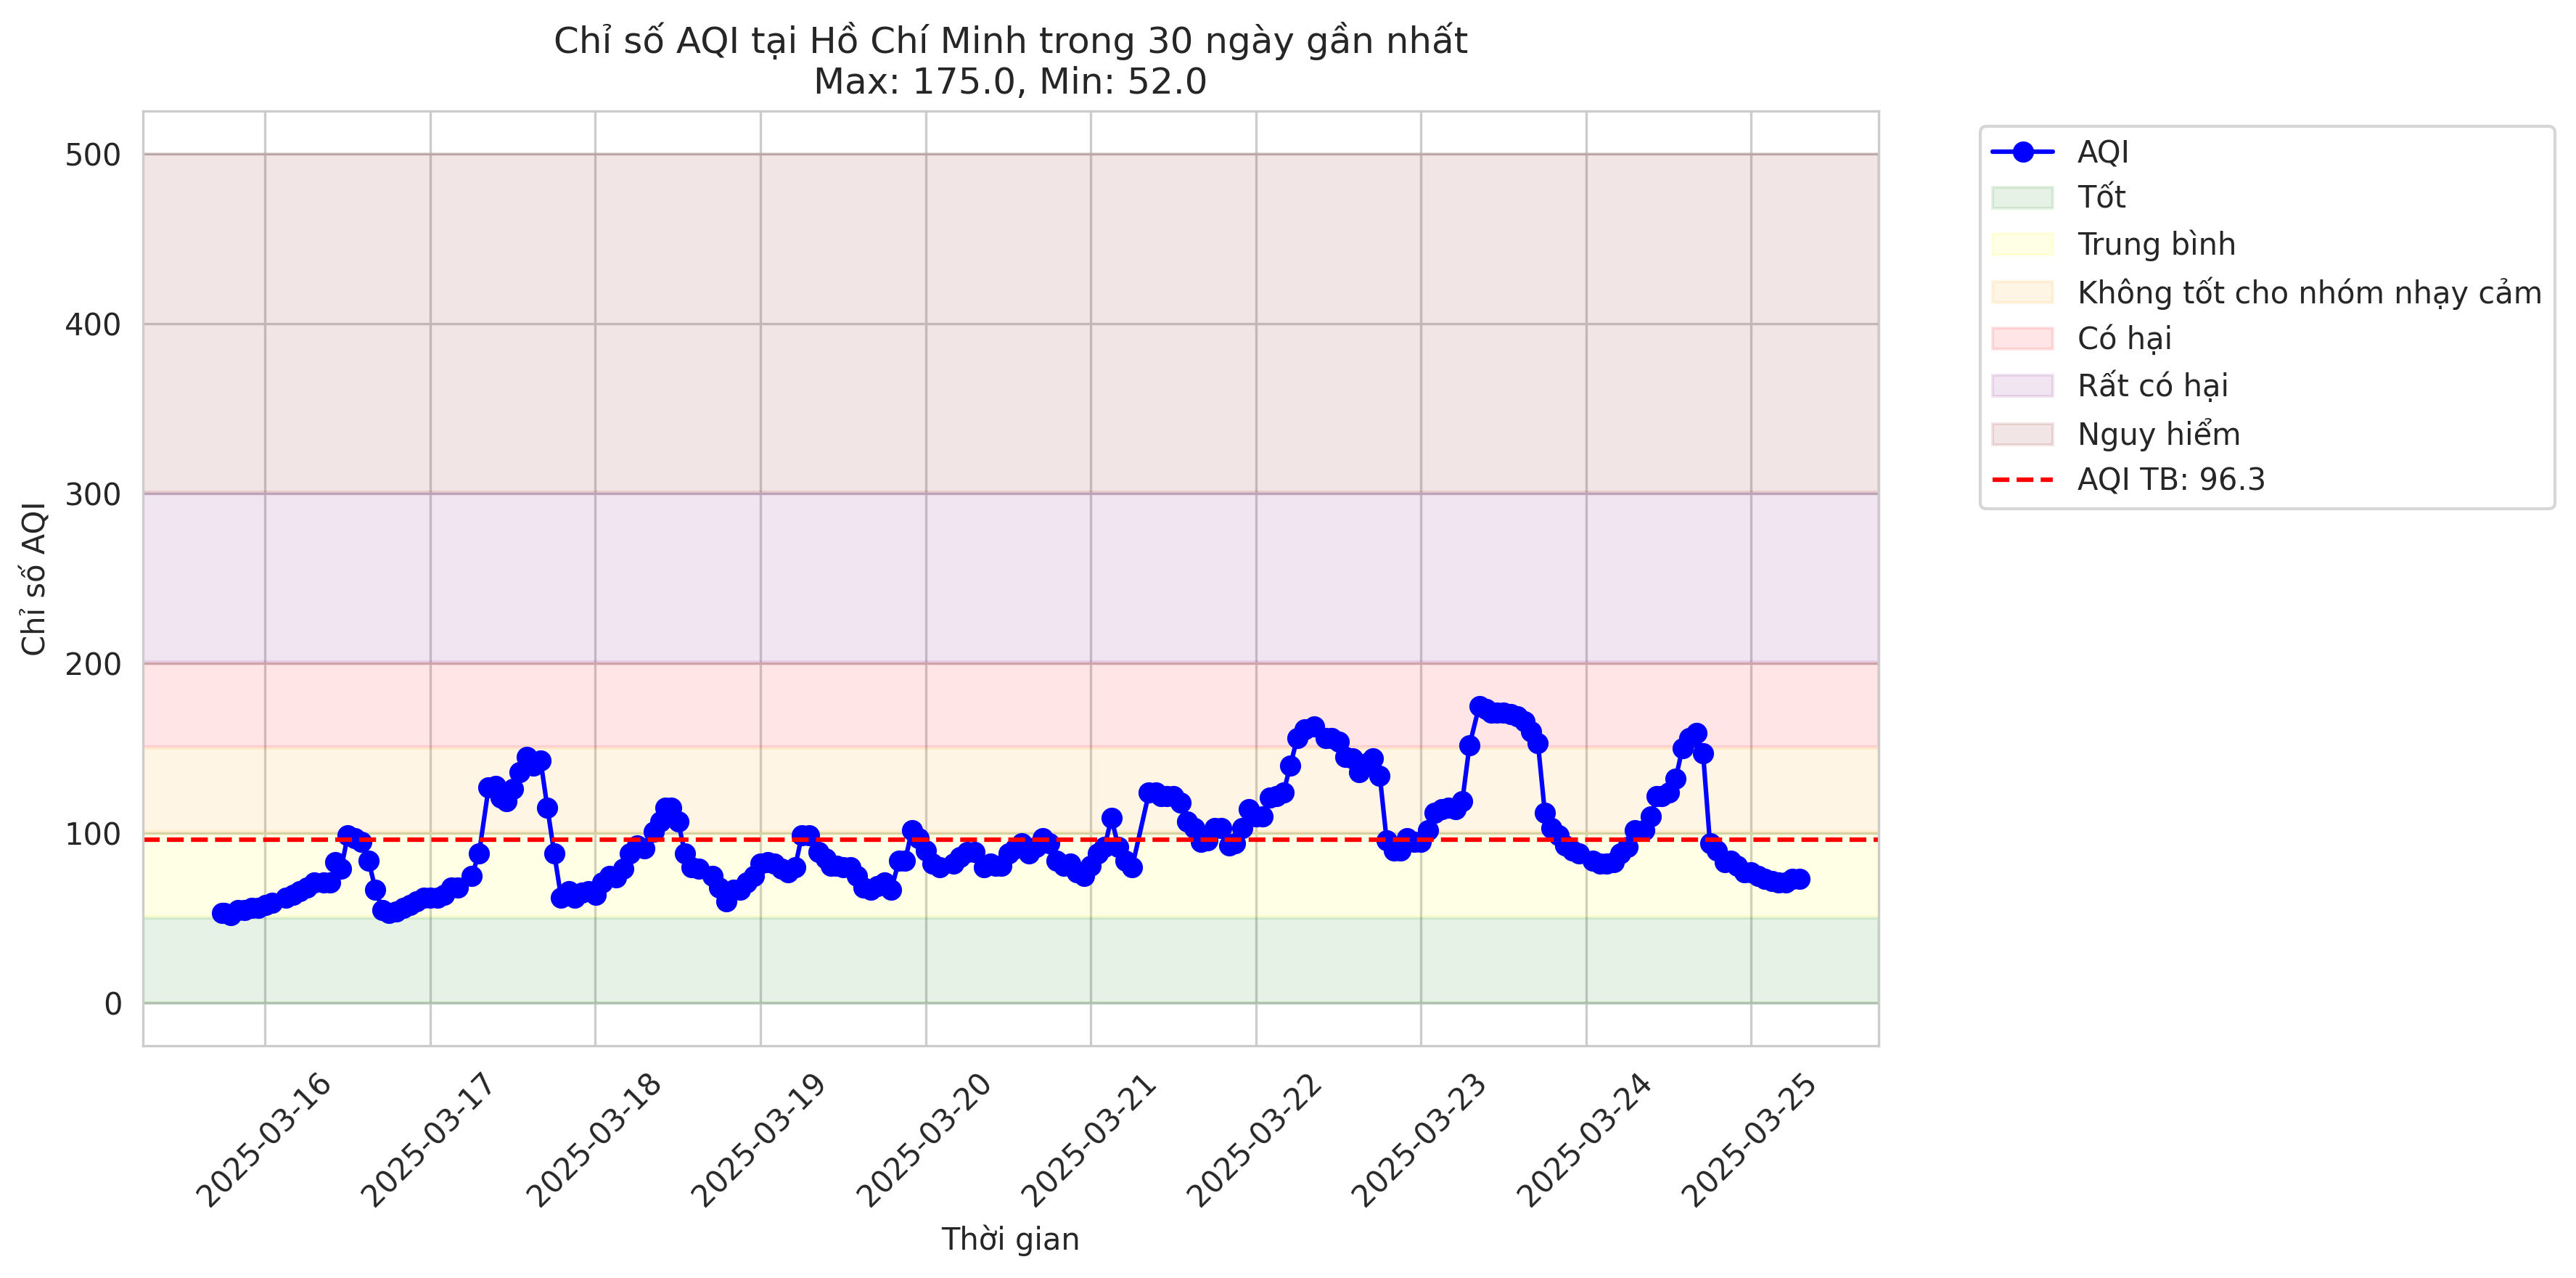 Chỉ số AQI tại Hồ Chí Minh trong 30 ngày gần nhất
Max: 175.0, Min: 52.0
Chỉ số AQI
500
400
300
200
100
0
2025-03-16
2025-03-17
2025-03-18
2025-03-19
2025-03-20
2025-03-21
2025-03-22
2025-03-23
2025-03-24
2025-03-25
Thời gian
AQI
Tốt
Trung bình
Không tốt cho nhóm nhạy cảm
Có hại
Rất có hại
Nguy hiểm
AQI TB: 96.3